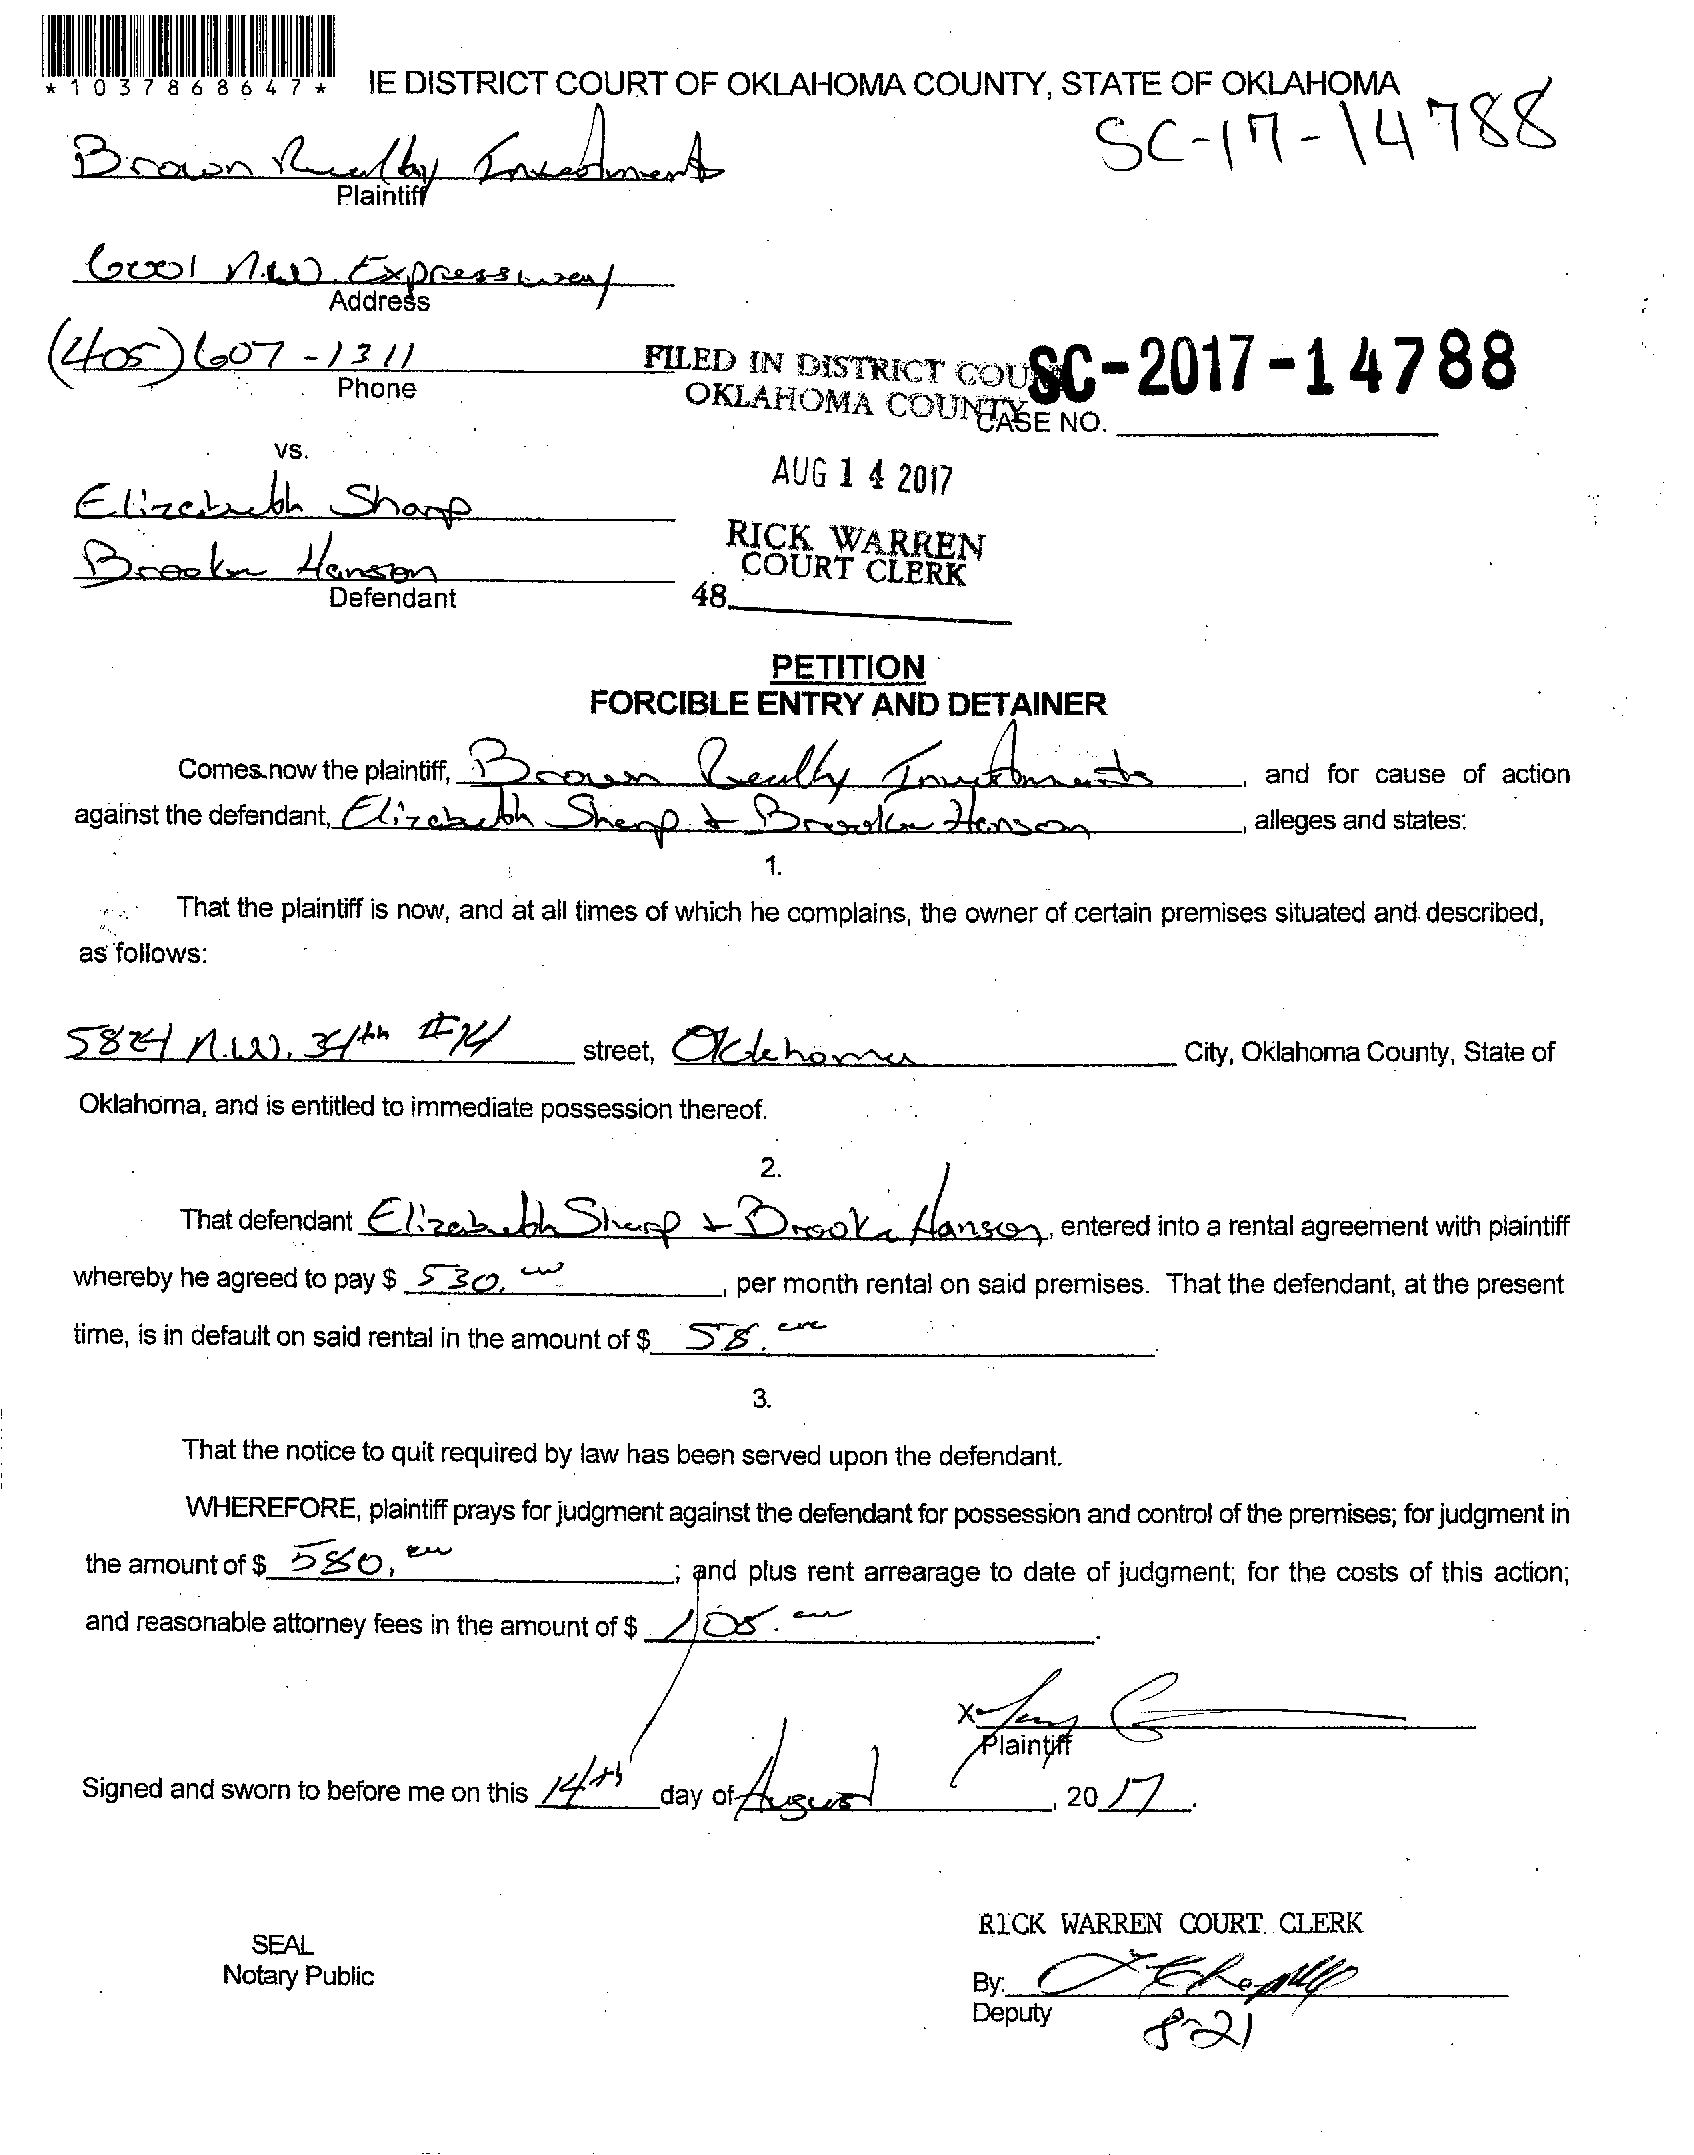 *1037868647*
IE DISTRICT COURT OF OKLAHOMA COUNTY, STATE OF OKLAHOMA
SC-17-14788
Brown Realty Investment
Plaintiff
6001 N.W. Expressway
Address
(405) 607-1311
Phone
FILED IN DISTRICT COU
OKLAHOMA COUNTY
SC-2017-14788
CASE NO.
vs.
AUG 14 2017
Elizabeth Sharp
RICK WARREN
COURT CLERK
Brooke Hanson
Defendant
48
PETITION
FORCIBLE ENTRY AND DETAINER
Comes now the plaintiff, Brown Realty Investments, and for cause of action
against the defendant, Elizabeth Sharp + Brooke Hanson, alleges and states:
1.
That the plaintiff is now, and at all times of which he complains, the owner of certain premises situated and described,
as follows:
5824 N.W. 34th #14 street, Oklahoma City, Oklahoma County, State of
Oklahoma, and is entitled to immediate possession thereof.
2.
That defendant Elizabeth Sharp + Brooke Hanson, entered into a rental agreement with plaintiff
whereby he agreed to pay $ 530. , per month rental on said premises. That the defendant, at the present
time, is in default on said rental in the amount of $ 58. .
3.
That the notice to quit required by law has been served upon the defendant.
WHEREFORE, plaintiff prays for judgment against the defendant for possession and control of the premises; for judgment in
the amount of $ 580. ; and plus rent arrearage to date of judgment; for the costs of this action;
and reasonable attorney fees in the amount of $ 105. .
X
Plaintiff
Signed and sworn to before me on this 14th day of August, 2017.
RICK WARREN COURT CLERK
SEAL
Notary Public
By:
Deputy
8-21